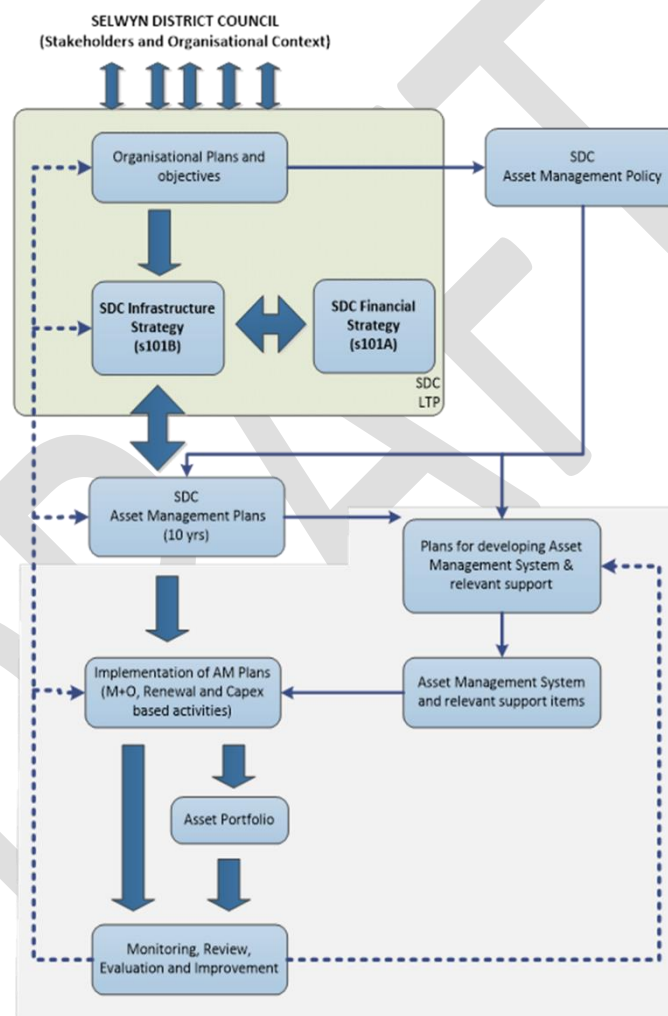 SELWYN DISTRICT COUNCIL
(Stakeholders and Organisational Context)
Organisational Plans and
objectives
SDC
Asset Management Policy
SDC Infrastructure
Strategy
(s101B)
SDC Financial
Strategy
(s101A)
SDC
LTP
SDC
Asset Management Plans
(10 yrs)
Plans for developing Asset
Management System &
relevant support
Implementation of AM Plans
(M+O, Renewal and Capex
based activities)
Asset Management System
and relevant support items
Asset Portfolio
Monitoring, Review,
Evaluation and Improvement
DRAFT